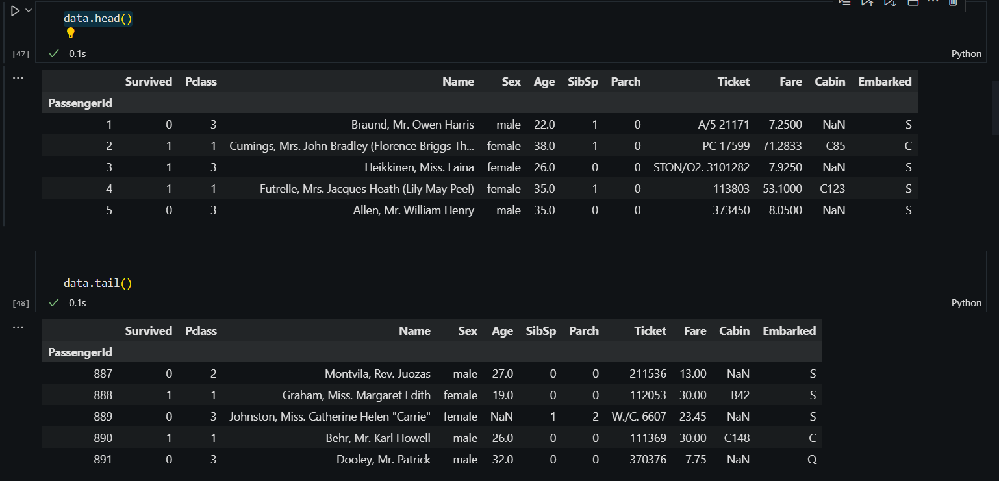 data.head()
[47]
0.1s
Python
Survived Pclass Name Sex Age SibSp Parch Ticket Fare Cabin Embarked
PassengerId
1 0 3 Braund, Mr. Owen Harris male 22.0 1 0 A/5 21171 7.2500 NaN S
2 1 1 Cumings, Mrs. John Bradley (Florence Briggs Th... female 38.0 1 0 PC 17599 71.2833 C85 C
3 1 3 Heikkinen, Miss. Laina female 26.0 0 0 STON/O2. 3101282 7.9250 NaN S
4 1 1 Futrelle, Mrs. Jacques Heath (Lily May Peel) female 35.0 1 0 113803 53.1000 C123 S
5 0 3 Allen, Mr. William Henry male 35.0 0 0 373450 8.0500 NaN S
data.tail()
[48]
0.1s
Python
Survived Pclass Name Sex Age SibSp Parch Ticket Fare Cabin Embarked
PassengerId
887 0 2 Montvila, Rev. Juozas male 27.0 0 0 211536 13.00 NaN S
888 1 1 Graham, Miss. Margaret Edith female 19.0 0 0 112053 30.00 B42 S
889 0 3 Johnston, Miss. Catherine Helen "Carrie" female NaN 1 2 W./C. 6607 23.45 NaN S
890 1 1 Behr, Mr. Karl Howell male 26.0 0 0 111369 30.00 C148 C
891 0 3 Dooley, Mr. Patrick male 32.0 0 0 370376 7.75 NaN Q